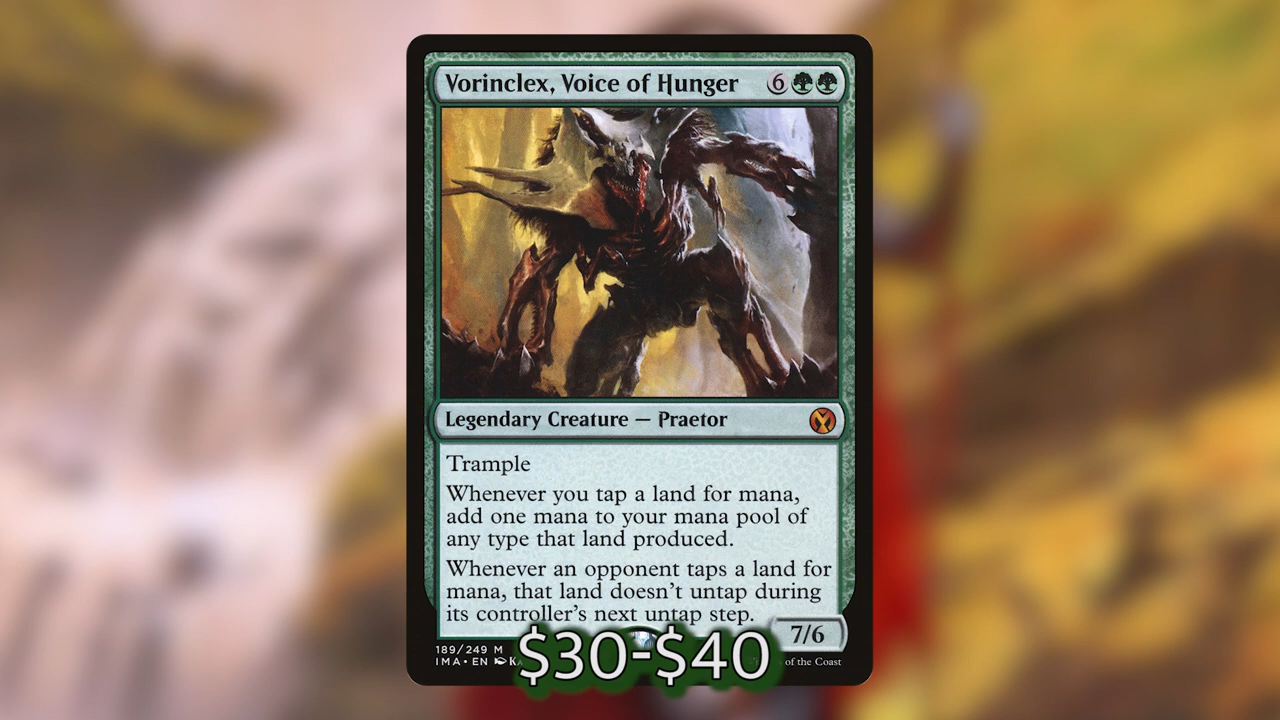 Vorinclex, Voice of Hunger 6
Legendary Creature — Praetor
Trample
Whenever you tap a land for mana,
add one mana to your mana pool of
any type that land produced.
Whenever an opponent taps a land for
mana, that land doesn't untap during
its controller's next untap step.
7/6
$30-$40
189/249 M
IMA • EN
of the Coast